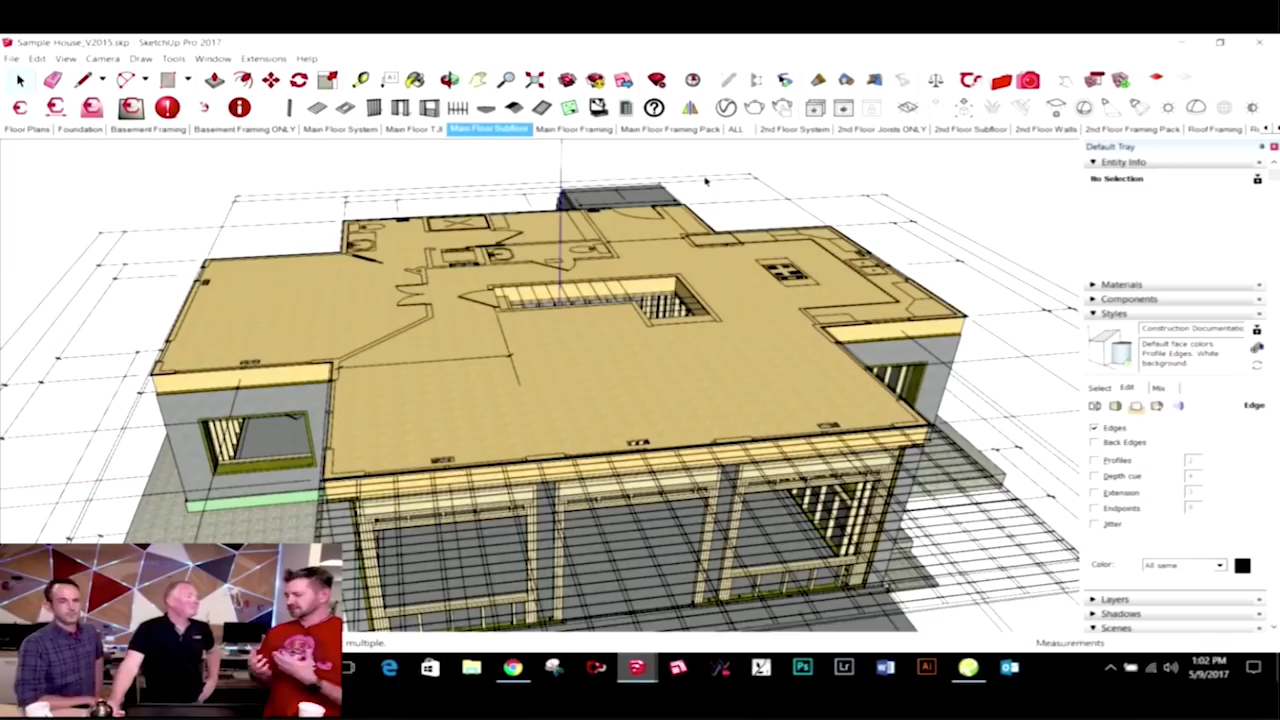 Sample House_V2015.skp - SketchUp Pro 2017
File Edit View Camera Draw Tools Window Extensions Help
Floor Plans Foundation Basement Framing Basement Framing ONLY Main Floor System Main Floor TJI Main Floor Subfloor Main Floor Framing Main Floor Framing Pack ALL 2nd Floor System 2nd Floor Joists ONLY 2nd Floor Subfloor 2nd Floor Walls 2nd Floor Framing Pack Roof Framing
Default Tray
Entity Info
No Selection
Materials
Components
Styles
Construction Documentatio
Default face colors.
Profile Edges. White
background.
Select Edit Mix
Edge
Edges
Back Edges
Profiles
Depth cue
Extension
Endpoints
Jitter
Color: All same
Layers
Shadows
Scenes
multiple. Measurements
Ps Lr Ai
1:02 PM
5/9/2017